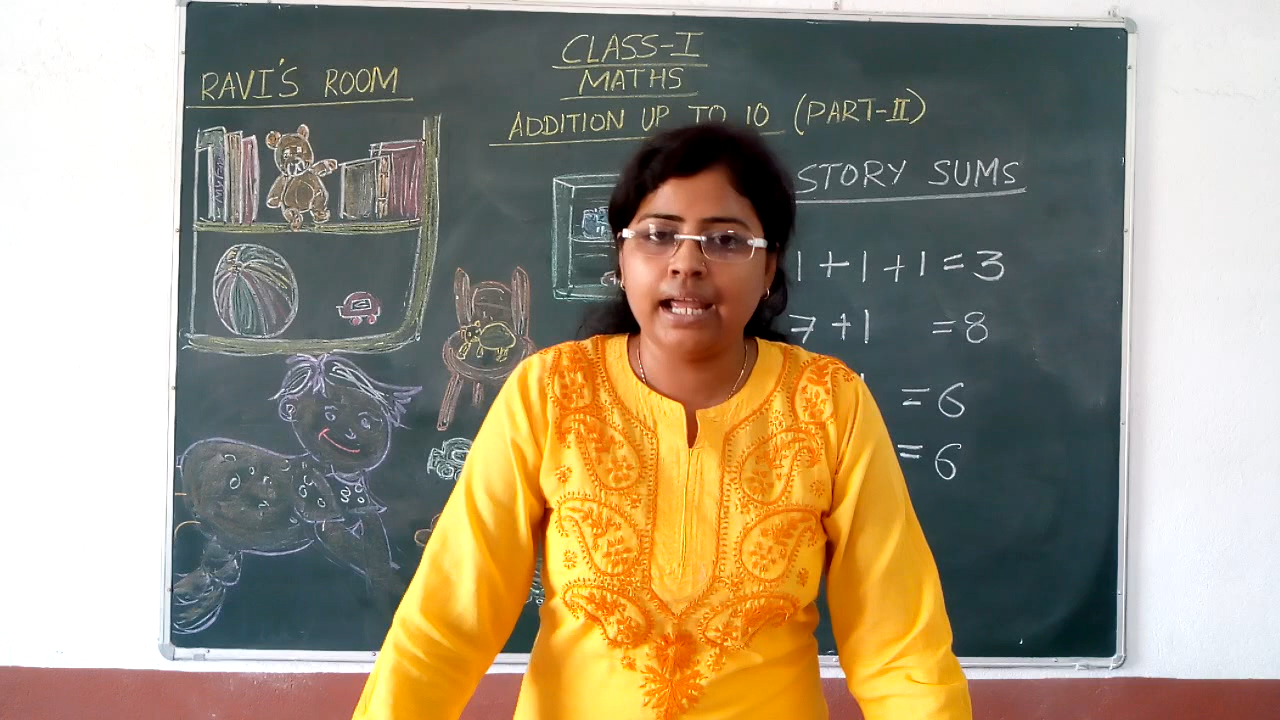 CLASS-I
MATHS
RAVI'S ROOM
ADDITION UP TO 10 (PART-II)
STORY SUMS
1+1+1=3
7+1 =8
=6
=6